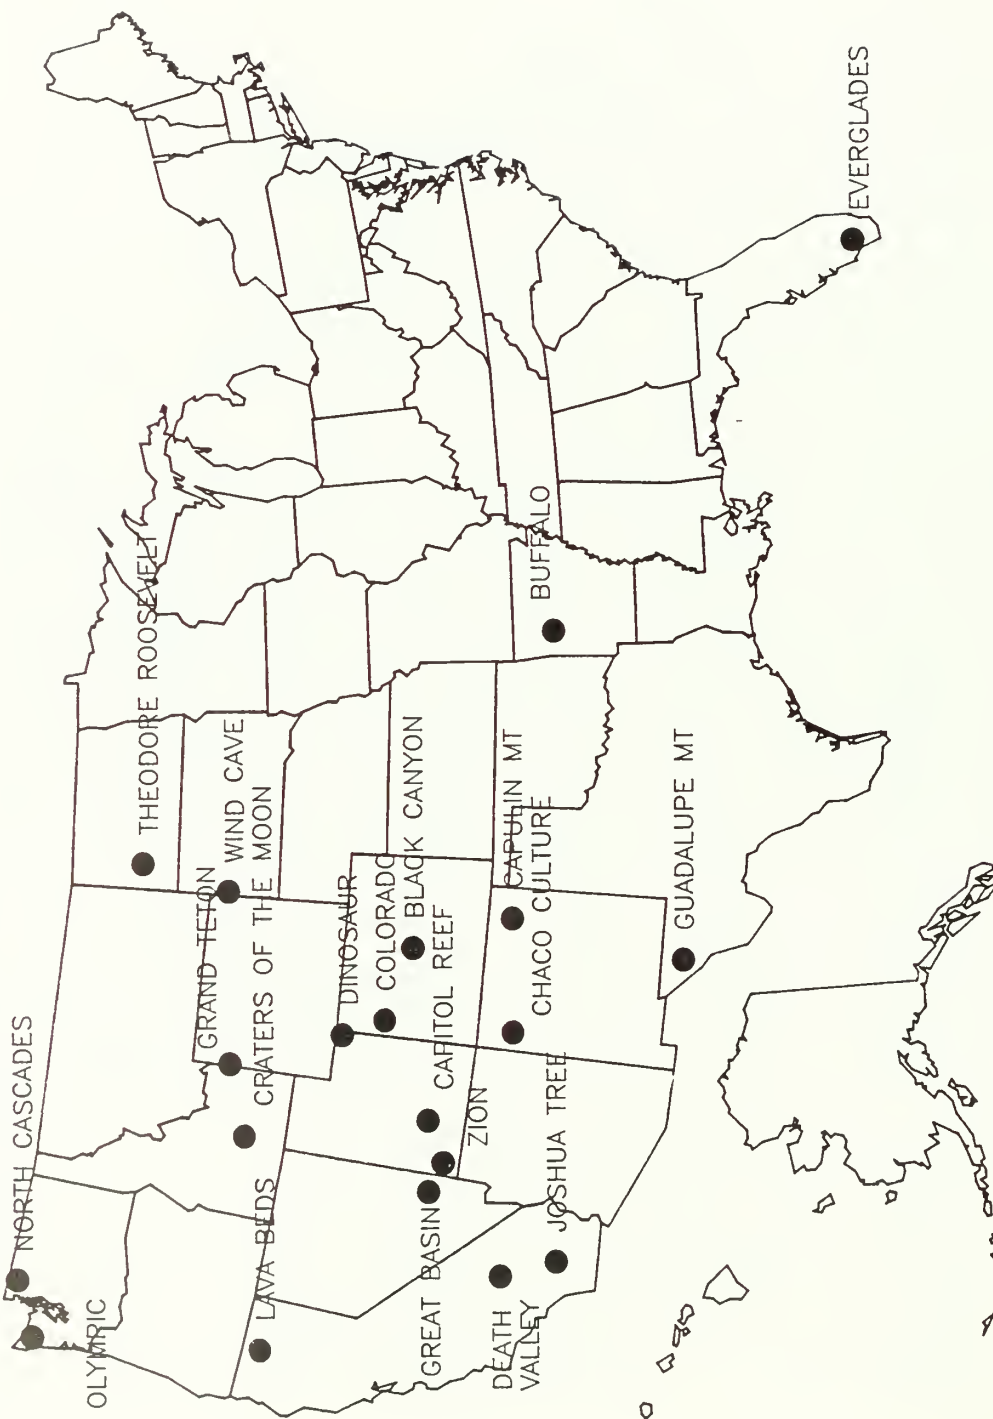 NORTH CASCADES
OLYMPIC
THEODORE ROOSEVELT
GRAND TETON
WIND CAVE
CRATERS OF THE MOON
LAVA BEDS
DINOSAUR
COLORADO
BLACK CANYON
CAPITOL REEF
GREAT BASIN
ZION
DEATH
VALLEY
JOSHUA TREE
CAPULIN MT
CHACO CULTURE
BUFFALO
GUADALUPE MT
EVERGLADES